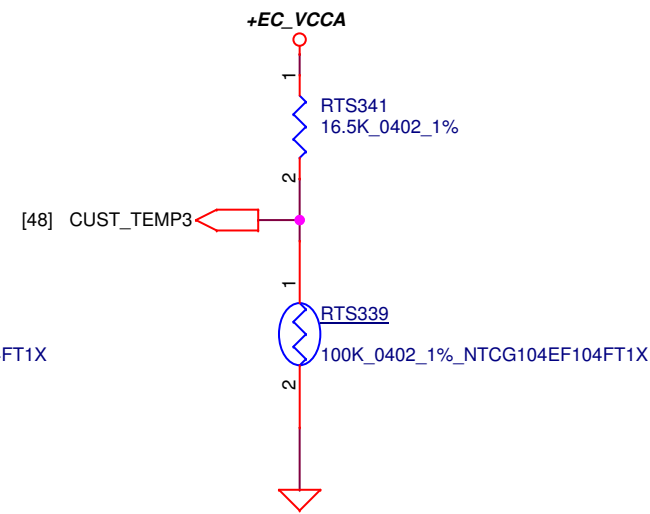 +EC_VCCA
1
RTS341
16.5K_0402_1%
2
[48] CUST_TEMP3
1
RTS339
FT1X
100K_0402_1%_NTCG104EF104FT1X
2